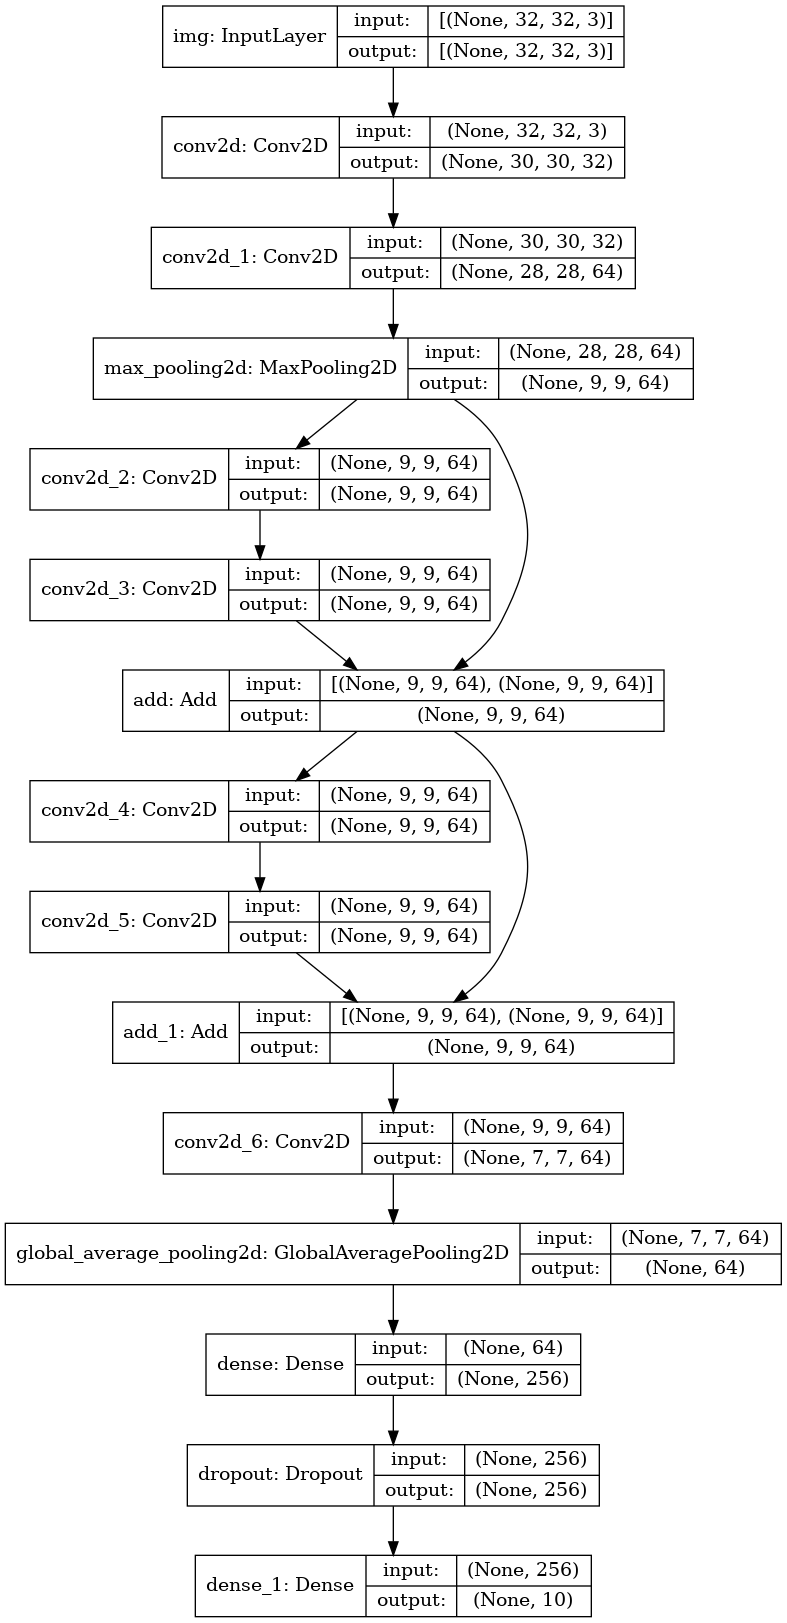 img: InputLayer
input: [(None, 32, 32, 3)]
output: [(None, 32, 32, 3)]
conv2d: Conv2D
input: (None, 32, 32, 3)
output: (None, 30, 30, 32)
conv2d_1: Conv2D
input: (None, 30, 30, 32)
output: (None, 28, 28, 64)
max_pooling2d: MaxPooling2D
input: (None, 28, 28, 64)
output: (None, 9, 9, 64)
conv2d_2: Conv2D
input: (None, 9, 9, 64)
output: (None, 9, 9, 64)
conv2d_3: Conv2D
input: (None, 9, 9, 64)
output: (None, 9, 9, 64)
add: Add
input: [(None, 9, 9, 64), (None, 9, 9, 64)]
output: (None, 9, 9, 64)
conv2d_4: Conv2D
input: (None, 9, 9, 64)
output: (None, 9, 9, 64)
conv2d_5: Conv2D
input: (None, 9, 9, 64)
output: (None, 9, 9, 64)
add_1: Add
input: [(None, 9, 9, 64), (None, 9, 9, 64)]
output: (None, 9, 9, 64)
conv2d_6: Conv2D
input: (None, 9, 9, 64)
output: (None, 7, 7, 64)
global_average_pooling2d: GlobalAveragePooling2D
input: (None, 7, 7, 64)
output: (None, 64)
dense: Dense
input: (None, 64)
output: (None, 256)
dropout: Dropout
input: (None, 256)
output: (None, 256)
dense_1: Dense
input: (None, 256)
output: (None, 10)